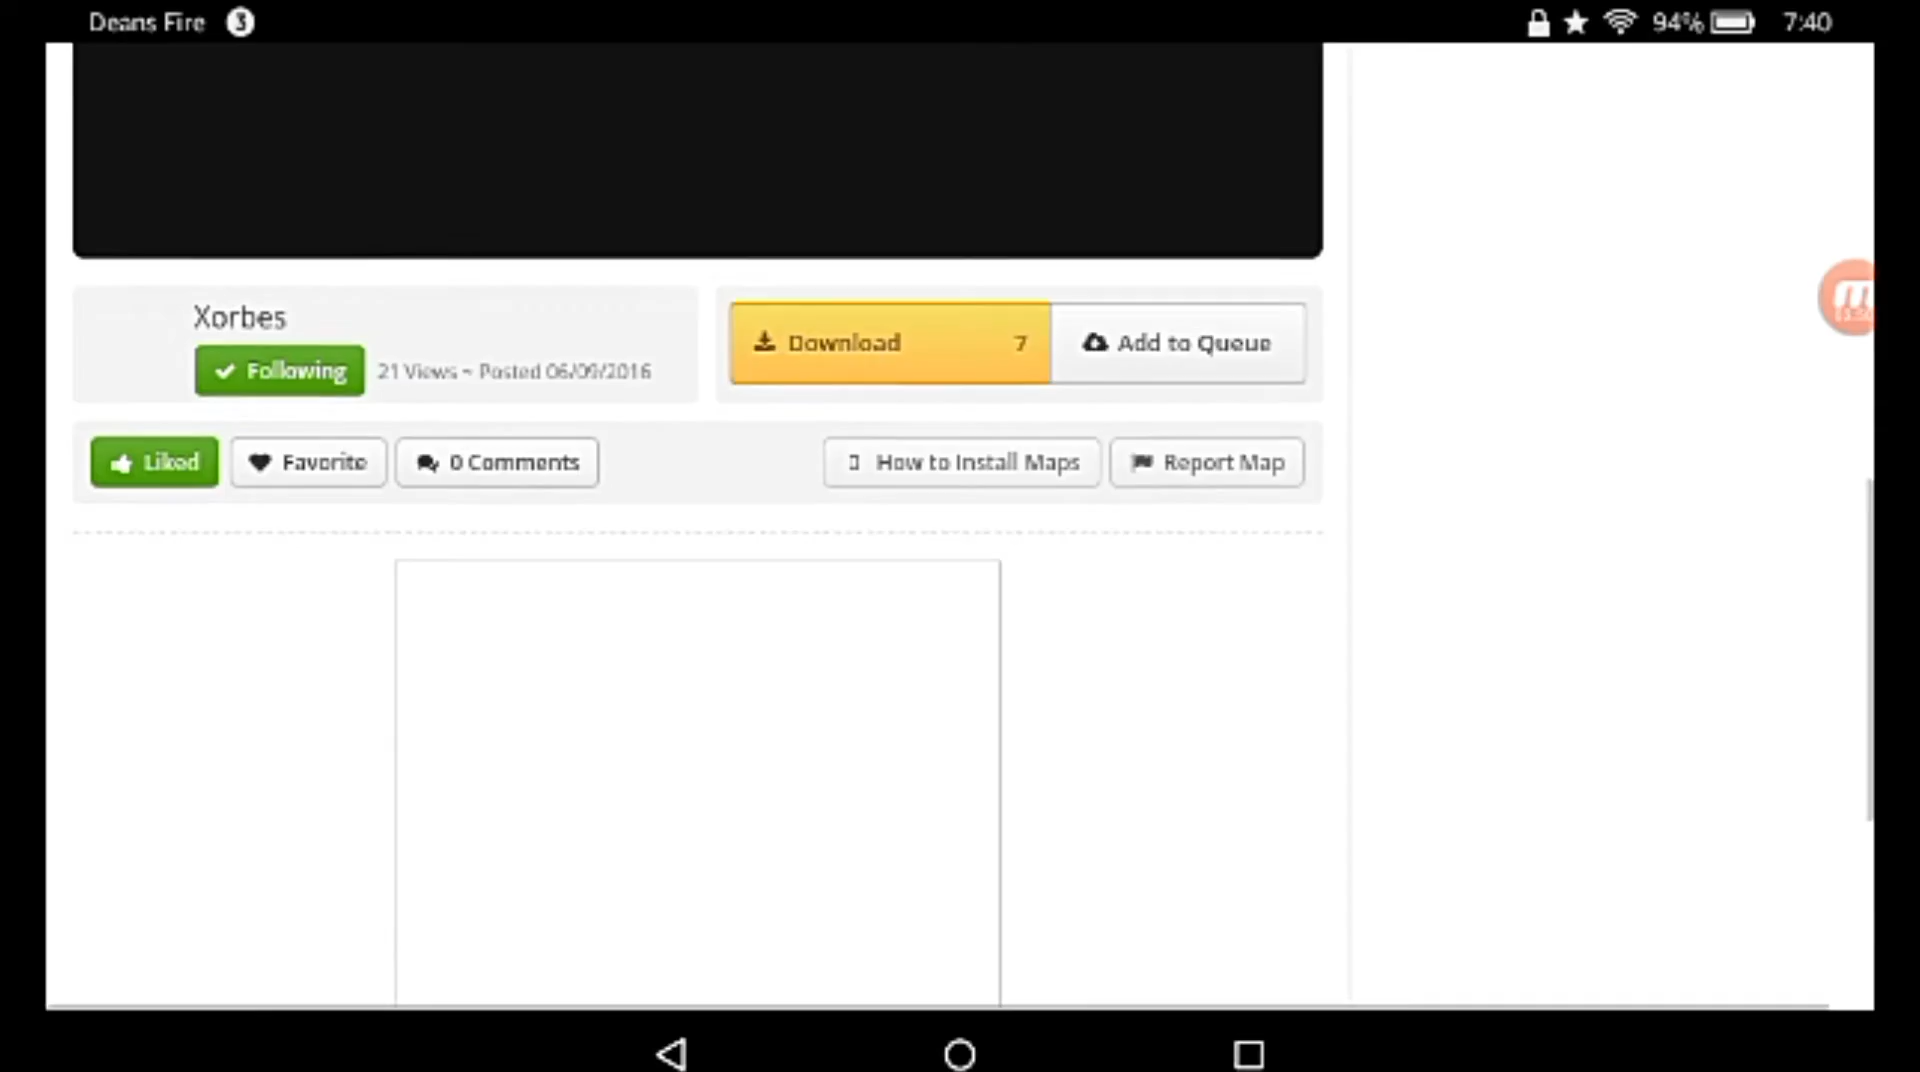 Deans Fire 3 94% 7:40
Xorbes
Download 7 Add to Queue
Following 21 Views ~ Posted 06/09/2016
Liked Favorite 0 Comments How to Install Maps Report Map